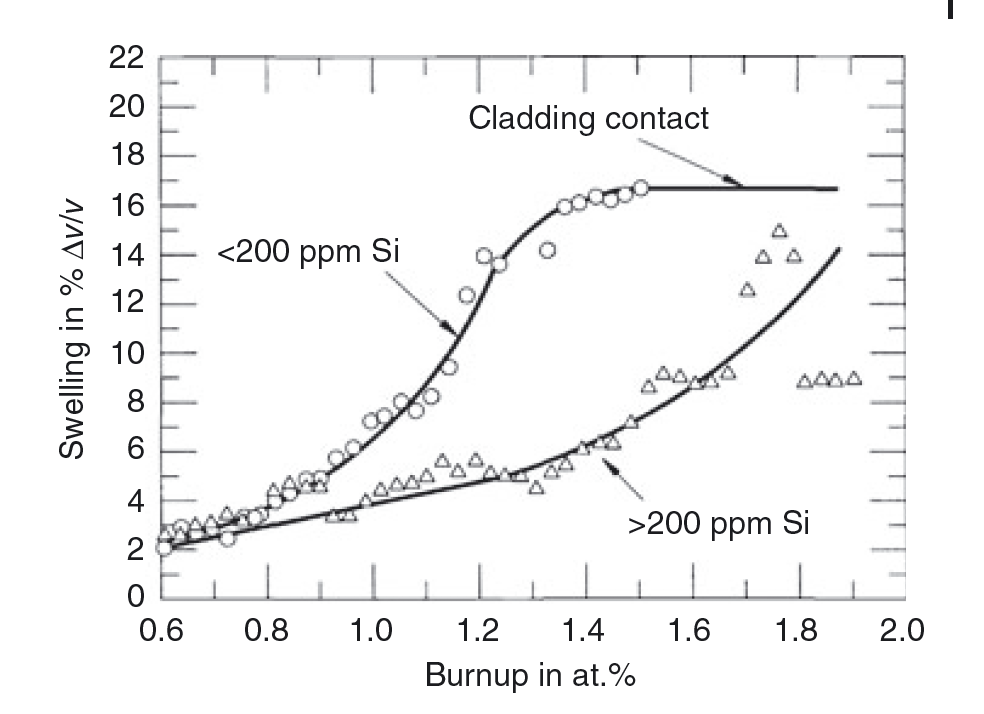 22
20
18
16
14
12
10
8
6
4
2
0
Swelling in % Δv/v
Cladding contact
<200 ppm Si
>200 ppm Si
0.6 0.8 1.0 1.2 1.4 1.6 1.8 2.0
Burnup in at.%